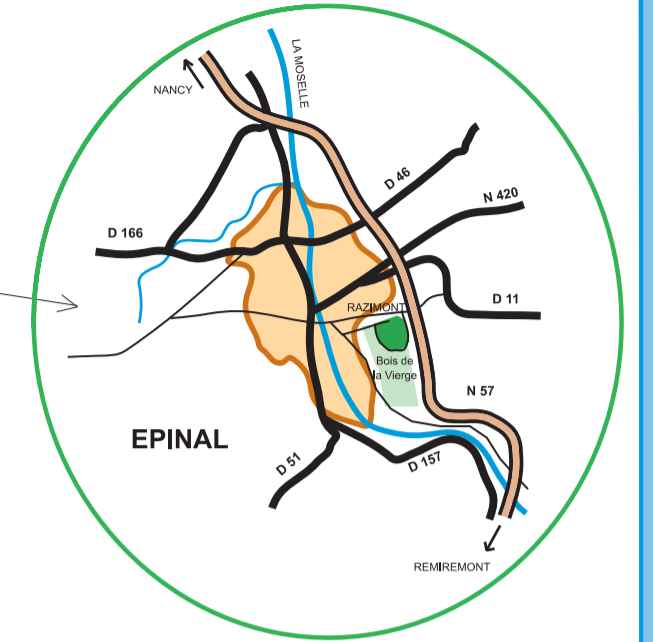 LA MOSELLE
NANCY
D 46
N 420
D 166
D 11
RAZIMONT
Bois de
la Vierge
N 57
EPINAL
D 51
D 157
REMIREMONT